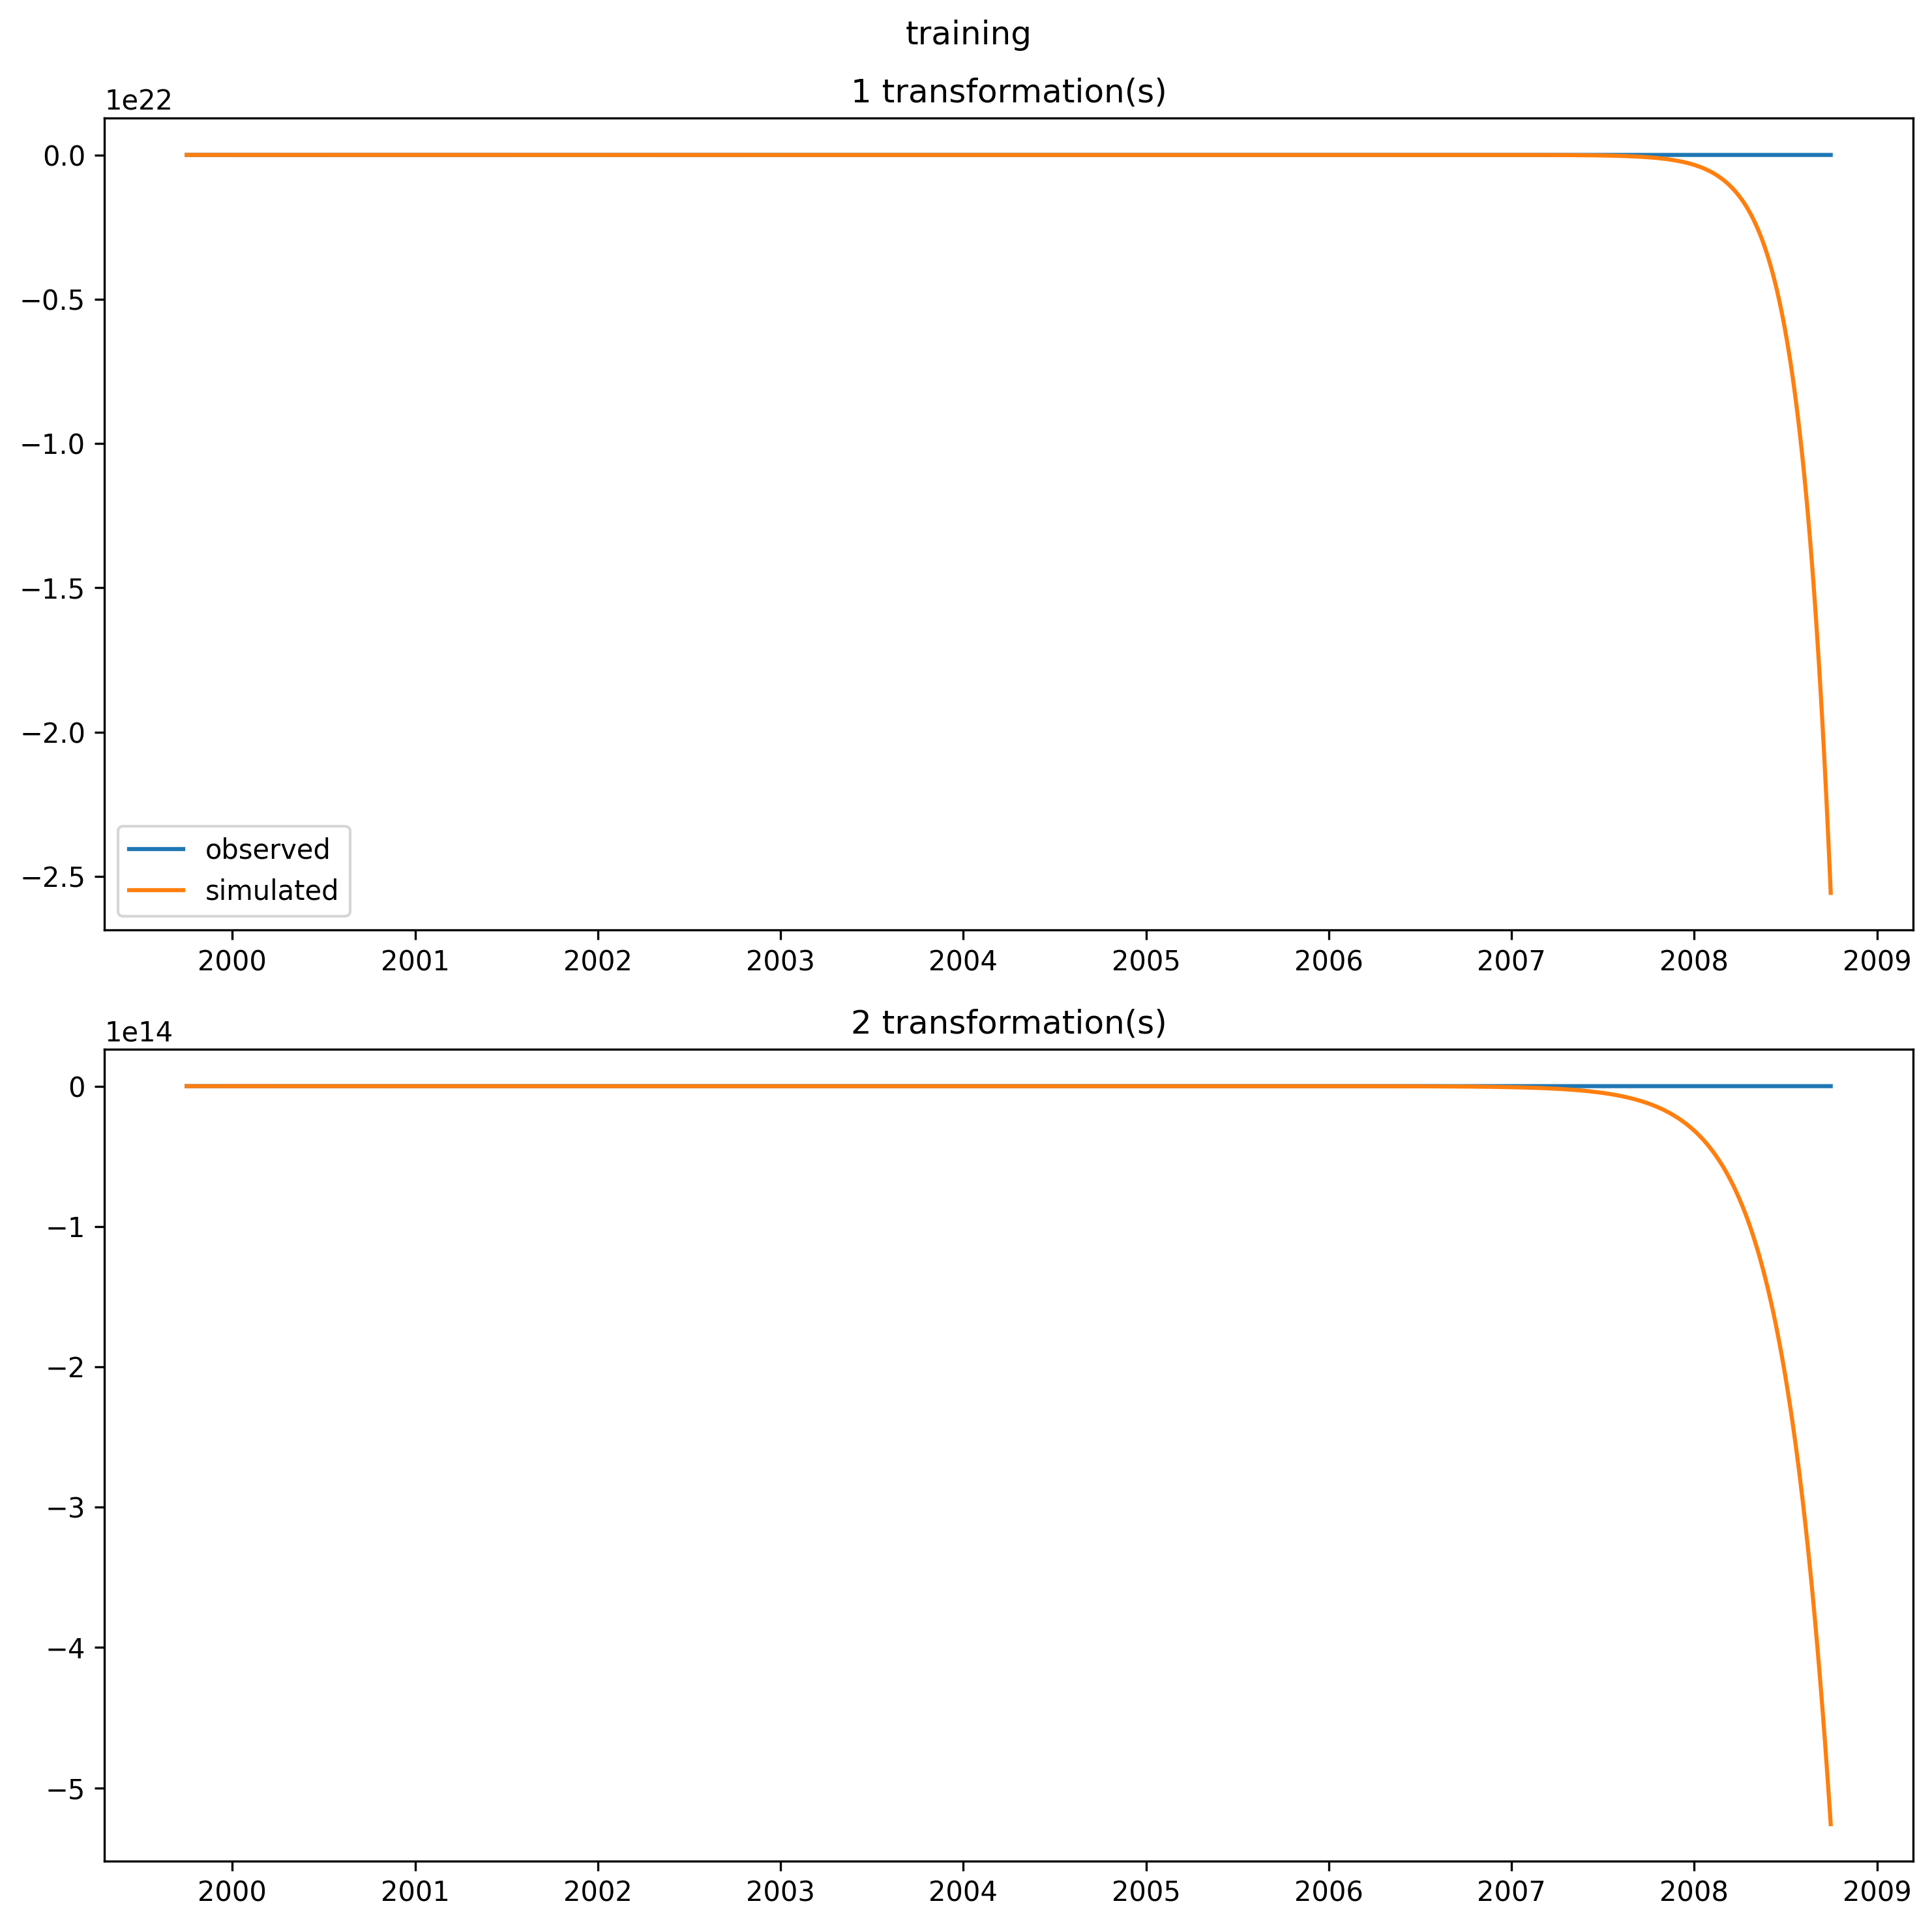 training
1 transformation(s)
1e22
0.0
−0.5
−1.0
−1.5
−2.0
−2.5
observed
simulated
2000 2001 2002 2003 2004 2005 2006 2007 2008 2009
2 transformation(s)
1e14
0
−1
−2
−3
−4
−5
2000 2001 2002 2003 2004 2005 2006 2007 2008 2009